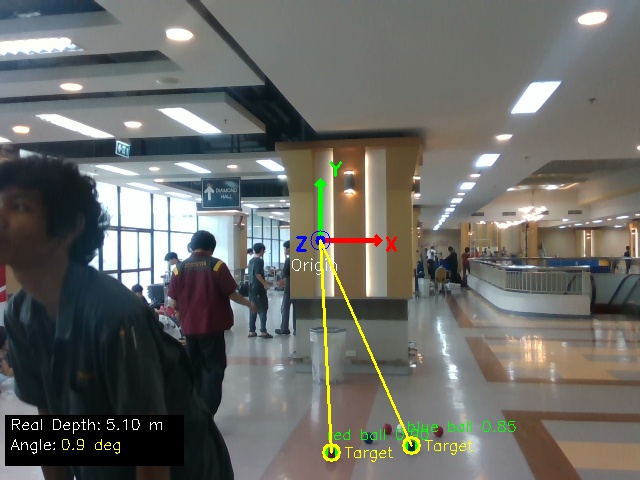 DIAMOND
HALL
Y
Z
X
Origin
ed ball 0.
blue ball 0.85
Target
Target
Real Depth: 5.10 m
Angle: 0.9 deg